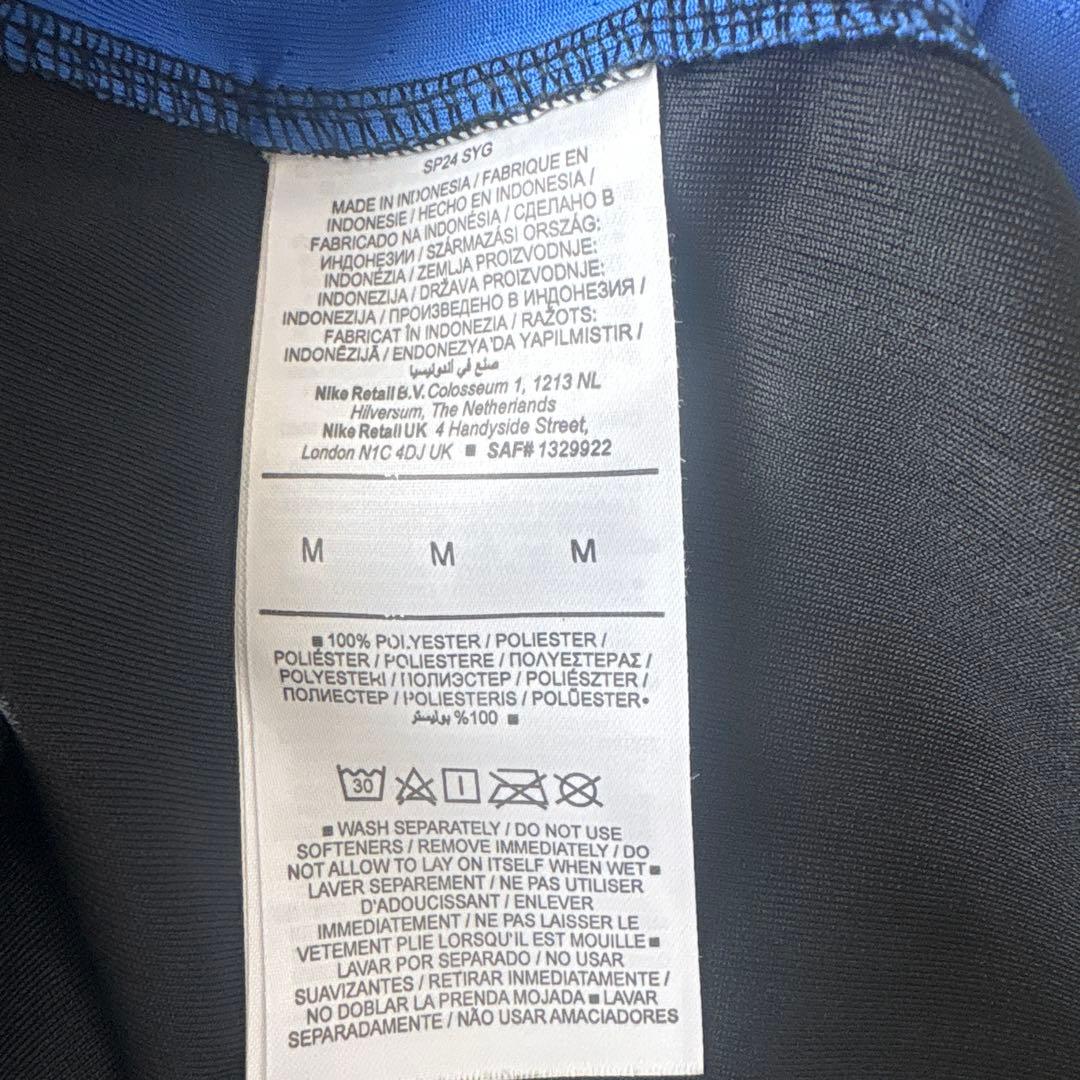 SP24 SYG
MADE IN INDONESIA / FABRIQUE EN
INDONESIE / HECHO EN INDONESIA /
FABRICADO NA INDONÉSIA / СДЕЛАНО В
ИНДОНЕЗИИ / SZÁRMAZÁSI ORSZÁG:
INDONÉZIA / ZEMLJA PROIZVODNJE:
INDONEZIJA / DRŽAVA PROIZVODNJE:
INDONEZIJA / ПРОИЗВЕДЕНО В ИНДОНЕЗИЯ /
FABRICAT ÎN INDONEZIA / RAŽOTS:
INDONĒZIJĀ / ENDONEZYA'DA YAPILMISTIR /
صنع في أندونيسيا
Nike Retail B.V. Colosseum 1, 1213 NL
Hilversum, The Netherlands
Nike Retail UK 4 Handyside Street,
London N1C 4DJ UK ■ SAF# 1329922
M M M
■ 100% POLYESTER / POLIESTER /
POLIÉSTER / POLIESTERE / ΠΟΛΥΕΣΤΕΡΑΣ /
POLYESTERI / ПОЛИЭСТЕР / POLIÉSZTER /
ПОЛИЕСТЕР / POLIESTERIS / POLÜESTER•
100% بوليستر ■
30
■ WASH SEPARATELY / DO NOT USE
SOFTENERS / REMOVE IMMEDIATELY / DO
NOT ALLOW TO LAY ON ITSELF WHEN WET ■
LAVER SEPAREMENT / NE PAS UTILISER
D'ADOUCISSANT / ENLEVER
IMMEDIATEMENT / NE PAS LAISSER LE
VETEMENT PLIE LORSQU'IL EST MOUILLE ■
LAVAR POR SEPARADO / NO USAR
SUAVIZANTES / RETIRAR INMEDIATAMENTE /
NO DOBLAR LA PRENDA MOJADA ■ LAVAR
SEPARADAMENTE / NÃO USAR AMACIADORES